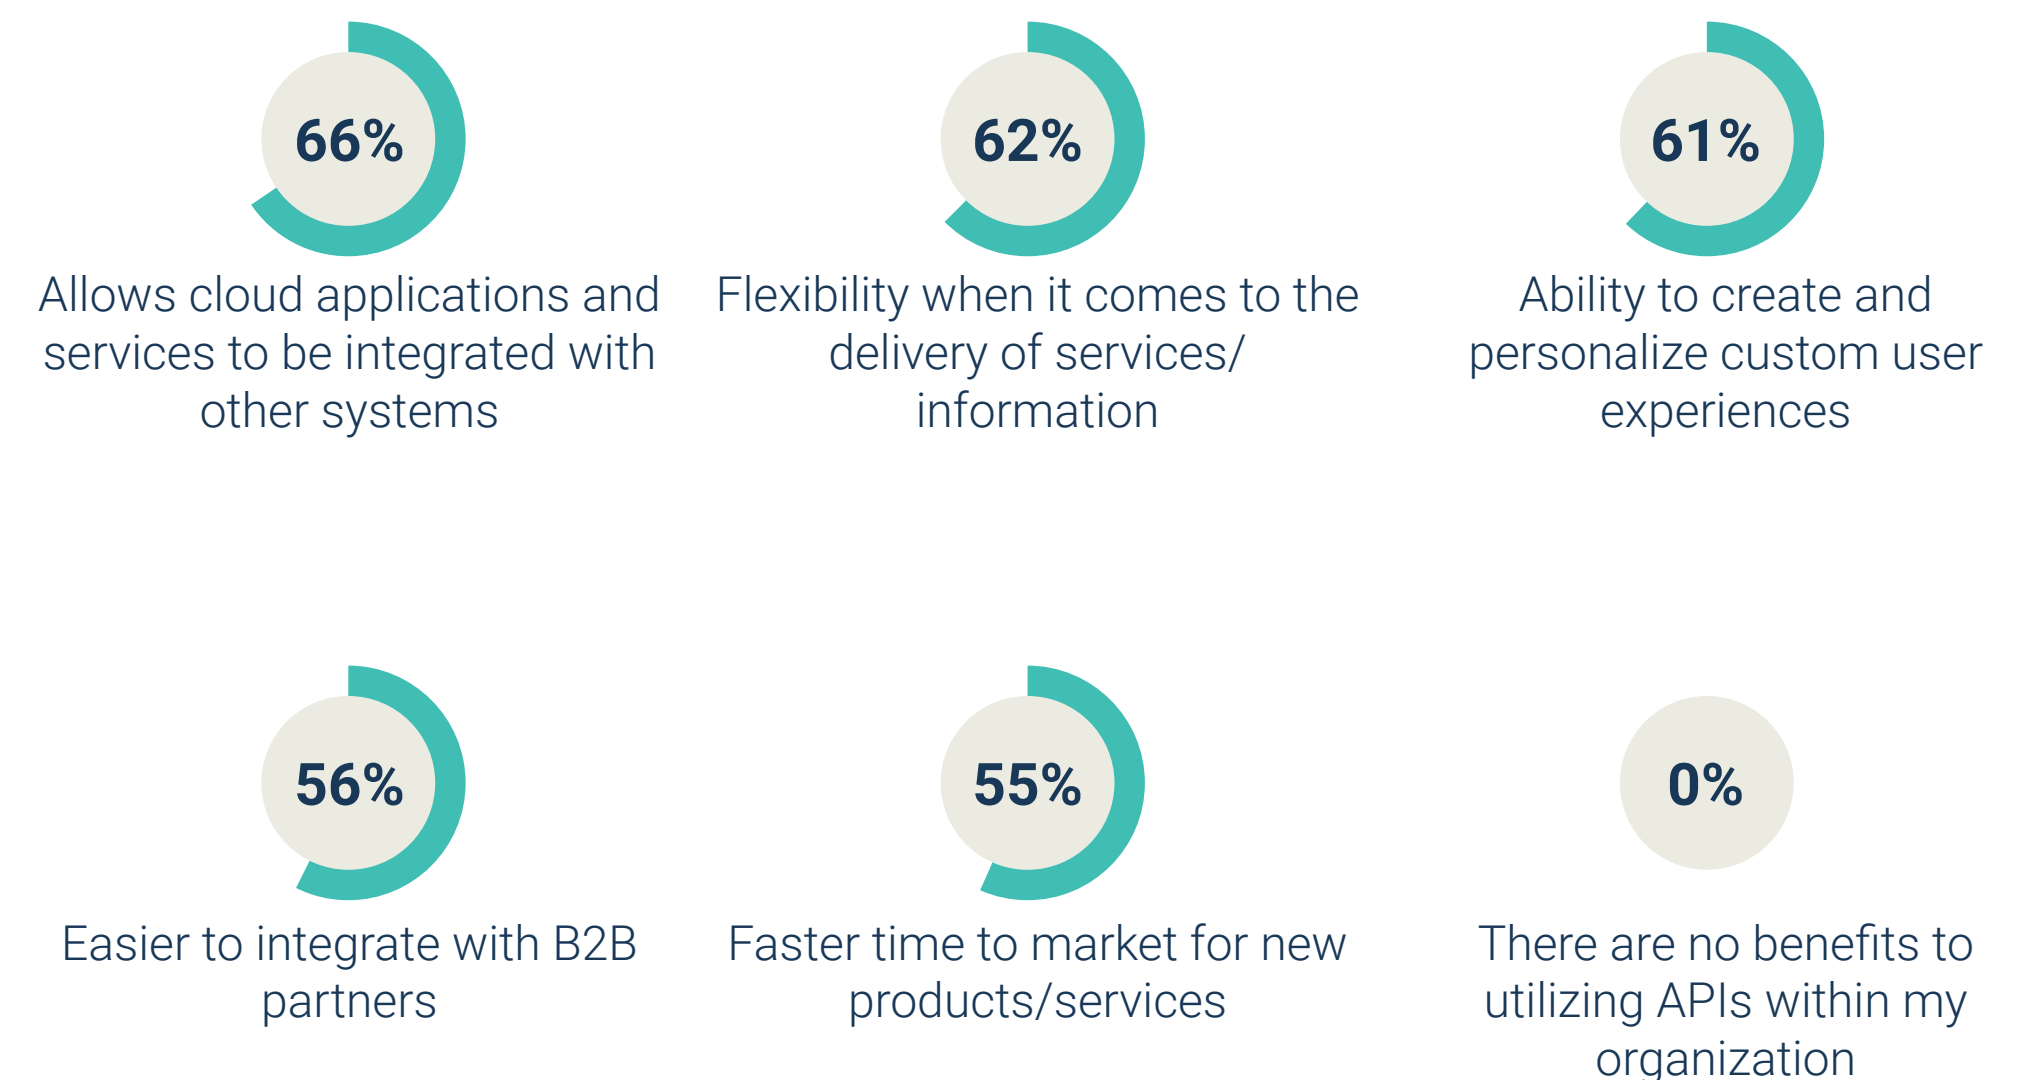 66%
62%
61%
Allows cloud applications and
services to be integrated with
other systems
Flexibility when it comes to the
delivery of services/
information
Ability to create and
personalize custom user
experiences
56%
55%
0%
Easier to integrate with B2B
partners
Faster time to market for new
products/services
There are no benefits to
utilizing APIs within my
organization